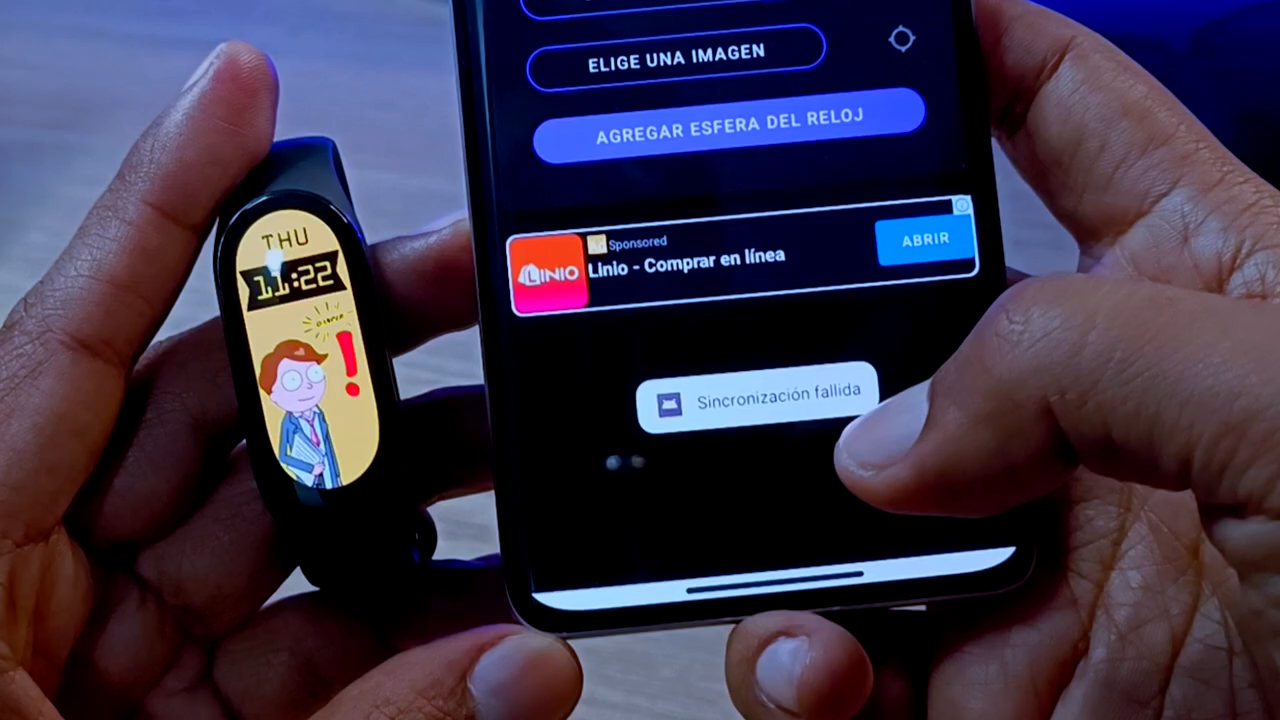 ELIGE UNA IMAGEN
AGREGAR ESFERA DEL RELOJ
THU
11:22
LINIO
Ad Sponsored
Linio - Comprar en línea
ABRIR
Sincronización fallida